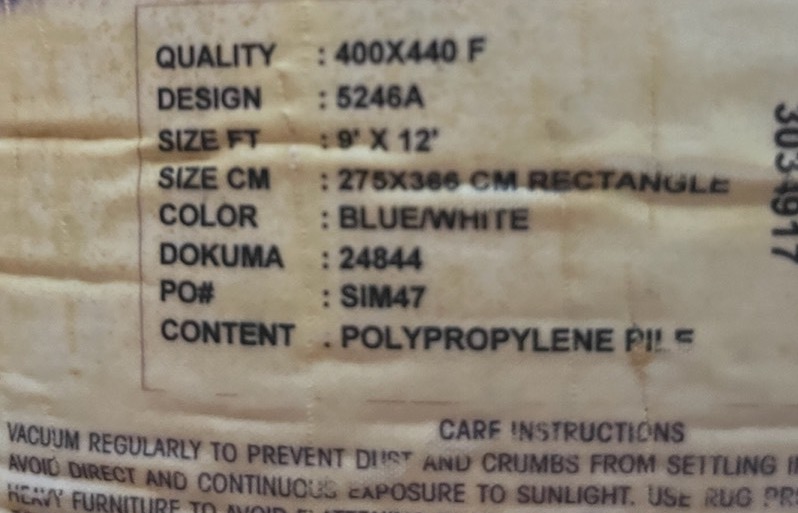 QUALITY : 400X440 F
DESIGN : 5246A
SIZE FT : 9' X 12'
SIZE CM : 275X366 CM RECTANGLE
COLOR : BLUE/WHITE
DOKUMA : 24844
PO# : SIM47
CONTENT : POLYPROPYLENE PILE
3034917
CARE INSTRUCTIONS
VACUUM REGULARLY TO PREVENT DUST AND CRUMBS FROM SETTLING
AVOID DIRECT AND CONTINUOUS EXPOSURE TO SUNLIGHT. USE RUG
HEAVY FURNITURE TO AVOID